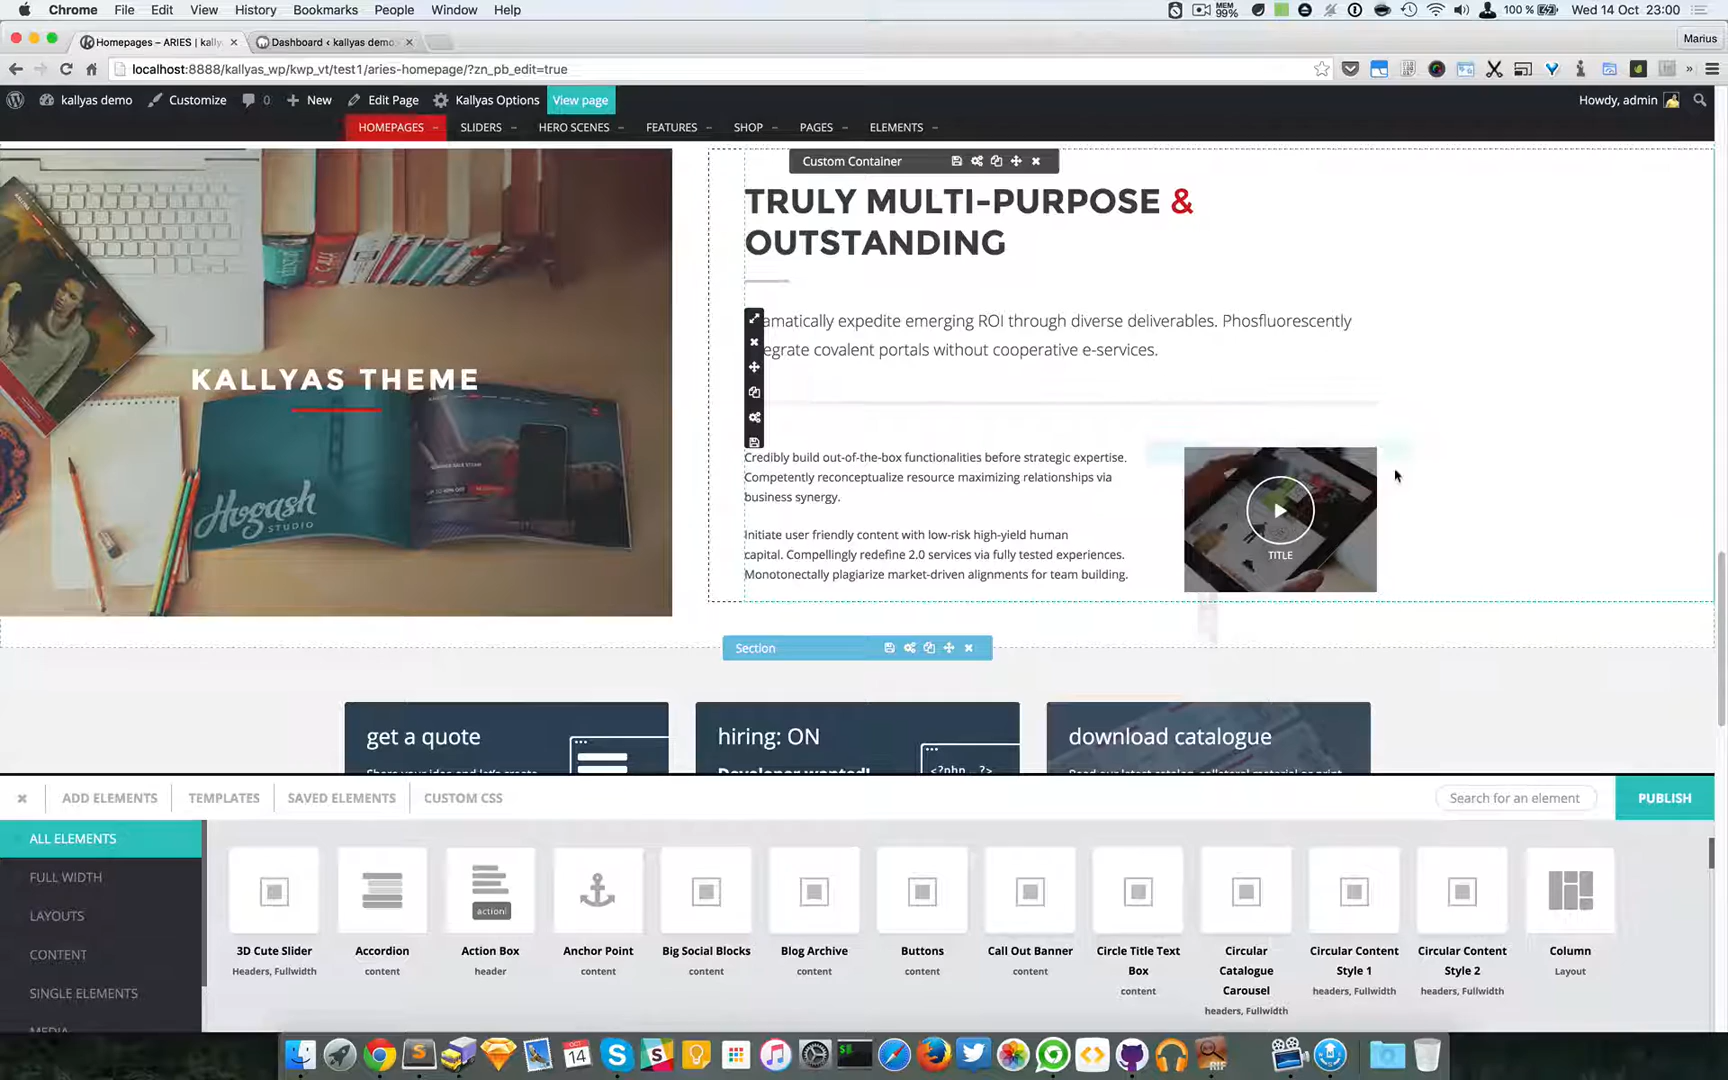 Chrome File Edit View History Bookmarks People Window Help
MEM 99% 100 % Wed 14 Oct 23:00
Homepages – ARIES | kally
Dashboard ‹ kallyas demo
Marius
localhost:8888/kallyas_wp/kwp_vt/test1/aries-homepage/?zn_pb_edit=true
kallyas demo Customize 0 New Edit Page Kallyas Options View page Howdy, admin
HOMEPAGES SLIDERS HERO SCENES FEATURES SHOP PAGES ELEMENTS
Custom Container
TRULY MULTI-PURPOSE &
OUTSTANDING
amatically expedite emerging ROI through diverse deliverables. Phosfluorescently
egrate covalent portals without cooperative e-services.
KALLYAS THEME
Hogash
STUDIO
Credibly build out-of-the-box functionalities before strategic expertise.
Competently reconceptualize resource maximizing relationships via
business synergy.
Initiate user friendly content with low-risk high-yield human
capital. Compellingly redefine 2.0 services via fully tested experiences.
Monotonectally plagiarize market-driven alignments for team building.
TITLE
Section
get a quote
hiring: ON
<?php ..?>
download catalogue
ADD ELEMENTS TEMPLATES SAVED ELEMENTS CUSTOM CSS
Search for an element
PUBLISH
ALL ELEMENTS
FULL WIDTH
LAYOUTS
CONTENT
SINGLE ELEMENTS
MEDIA
action!
3D Cute Slider
Headers, Fullwidth
Accordion
content
Action Box
header
Anchor Point
content
Big Social Blocks
content
Blog Archive
content
Buttons
content
Call Out Banner
content
Circle Title Text
Box
content
Circular
Catalogue
Carousel
headers, Fullwidth
Circular Content
Style 1
headers, Fullwidth
Circular Content
Style 2
headers, Fullwidth
Column
Layout
OCT
14
RIF